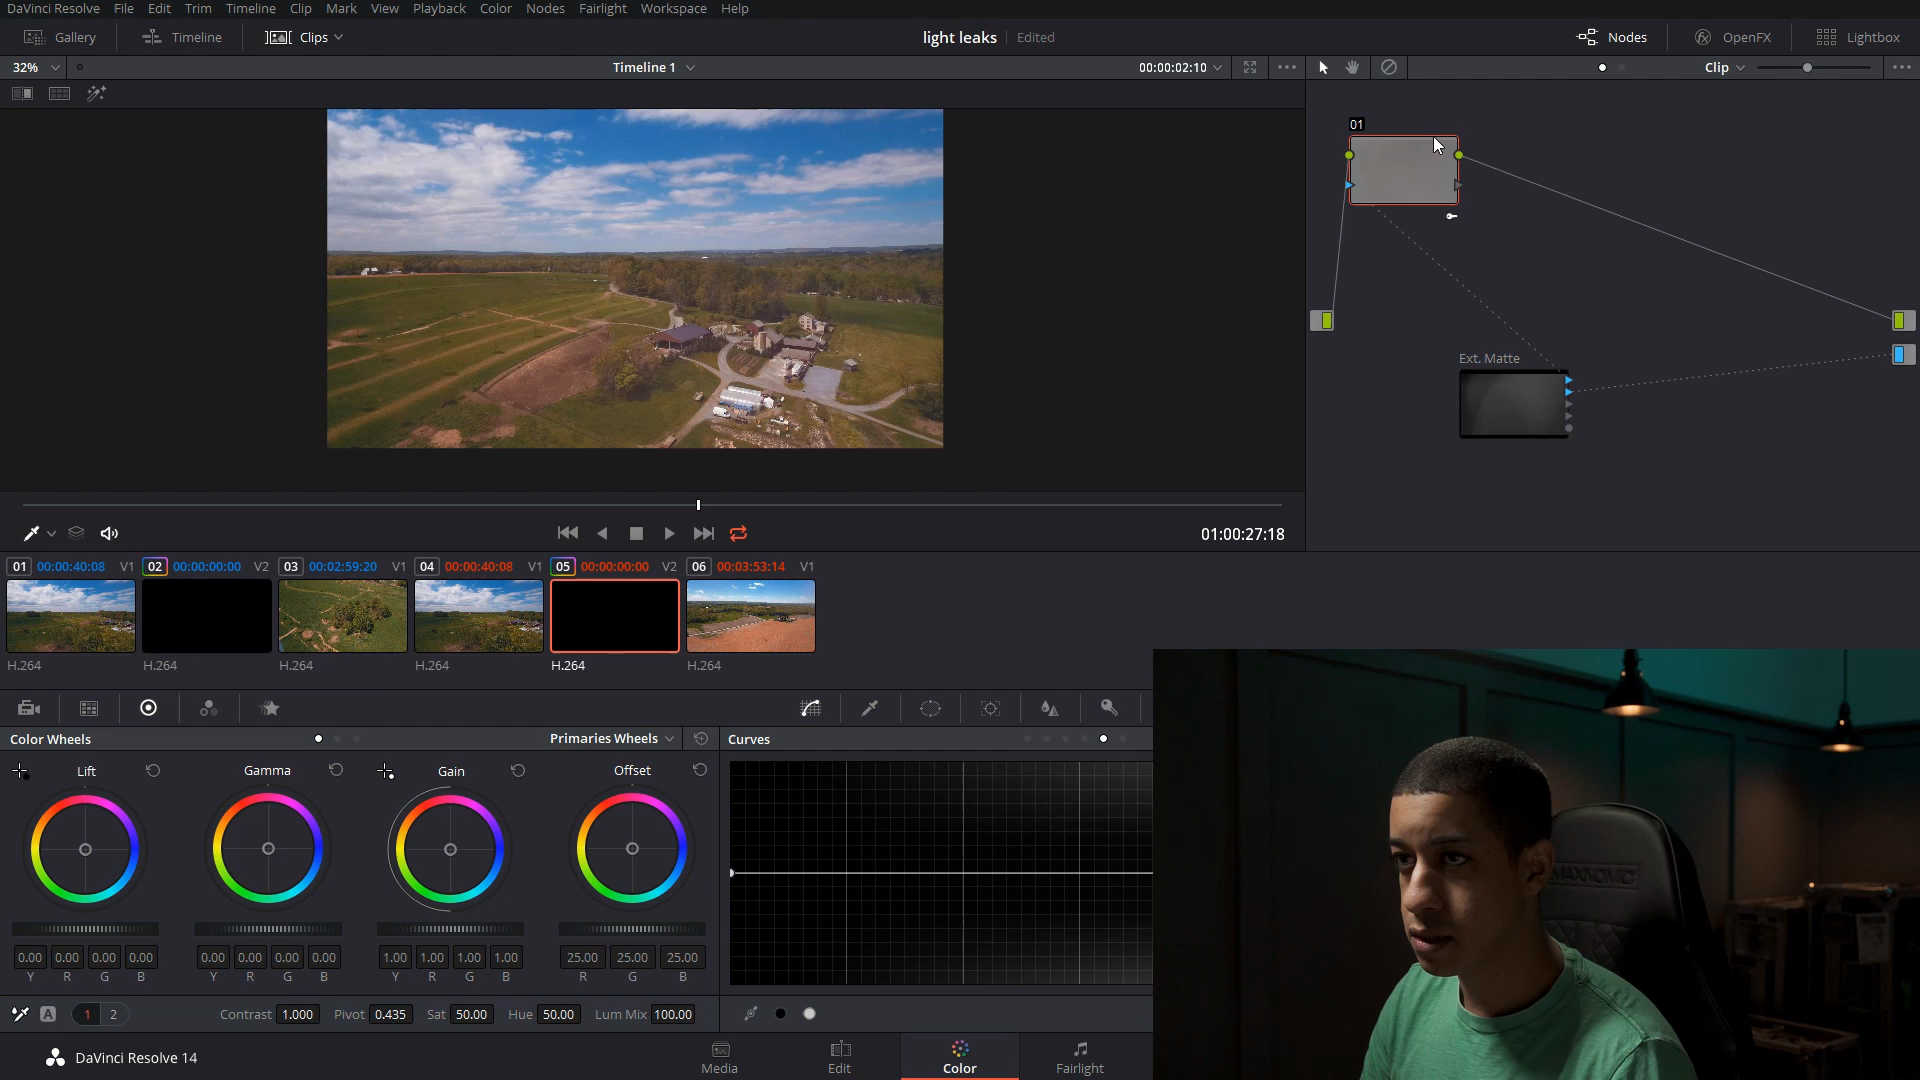 DaVinci Resolve File Edit Trim Timeline Clip Mark View Playback Color Nodes Fairlight Workspace Help
Gallery Timeline Clips light leaks Edited Nodes OpenFX Lightbox
32% Timeline 1 00:00:02:10 Clip
01
Ext. Matte
01:00:27:18
01 00:00:40:08 V1 02 00:00:00:00 V2 03 00:02:59:20 V1 04 00:00:40:08 V1 05 00:00:00:00 V2 06 00:03:53:14 V1
H.264 H.264 H.264 H.264 H.264 H.264
Color Wheels Primaries Wheels Curves
Lift Gamma Gain Offset
0.00 0.00 0.00 0.00 0.00 0.00 0.00 0.00 1.00 1.00 1.00 1.00 25.00 25.00 25.00
Y R G B Y R G B Y R G B R G B
A 1 2 Contrast 1.000 Pivot 0.435 Sat 50.00 Hue 50.00 Lum Mix 100.00
DaVinci Resolve 14 Media Edit Color Fairlight
MAXNOMIC